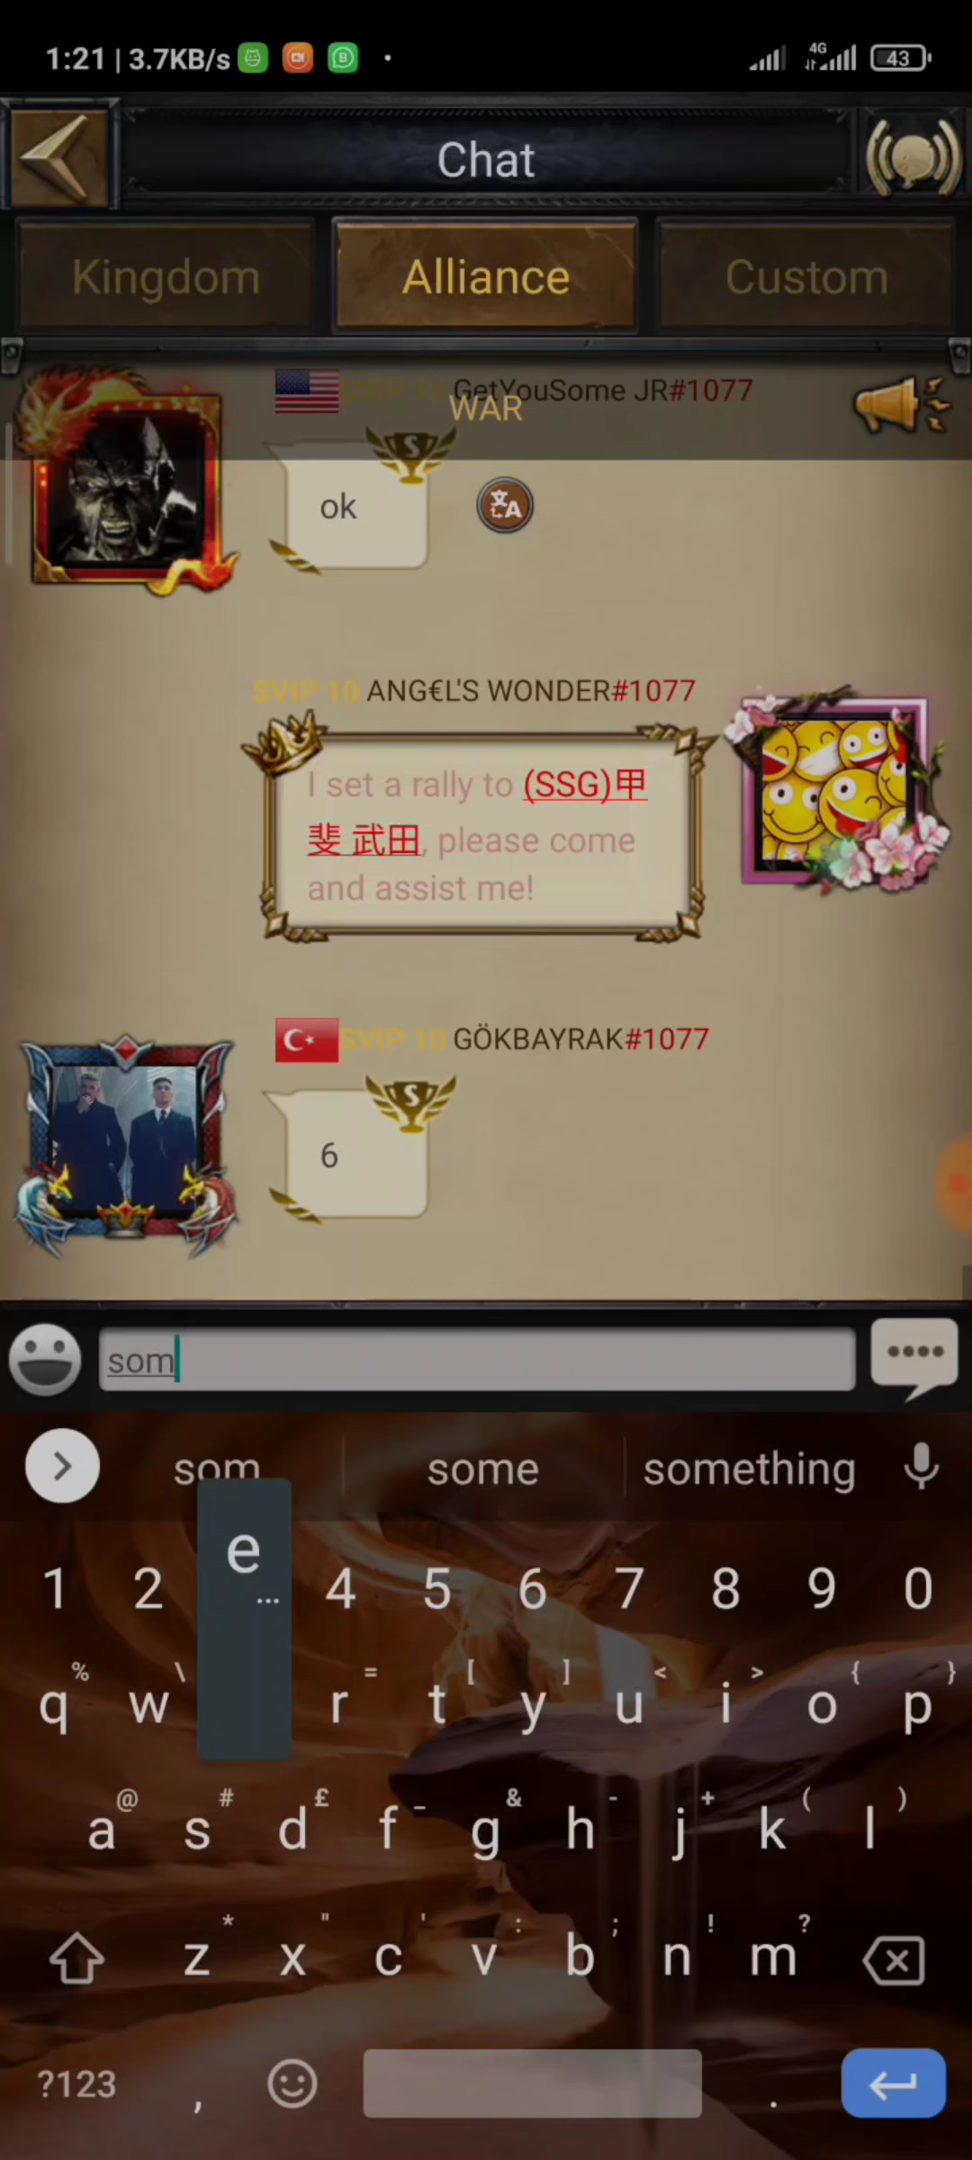 1:21 | 3.7KB/s
4G
43
Chat
Kingdom
Alliance
Custom
SVIP 10 GetYouSome JR#1077
WAR
S
ok
文A
SVIP 10 ANG€L'S WONDER#1077
I set a rally to (SSG)甲
斐 武田, please come
and assist me!
SVIP 10 GÖKBAYRAK#1077
S
6
som
som
some
something
e
...
1 2 4 5 6 7 8 9 0
% \ = [ ] < > { }
q w r t y u i o p
@ # £ _ & - + ( )
a s d f g h j k l
* " ' : ; ! ?
z x c v b n m
?123 , .